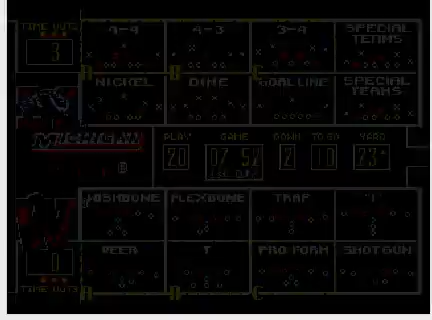 TIME OUTS
3
4-4
4-3
3-4
SPECIAL TEAMS
A B C
NICKEL
DIME
GOAL LINE
SPECIAL TEAMS
MICHIGAN
PLAY
GAME
DOWN
TO GO
YARD
20
07 52
2
10
23
WISHBONE
FLEXBONE
TRAP
"I"
VEER
T
PRO FORM
SHOTGUN
0
TIME OUTS
A B C